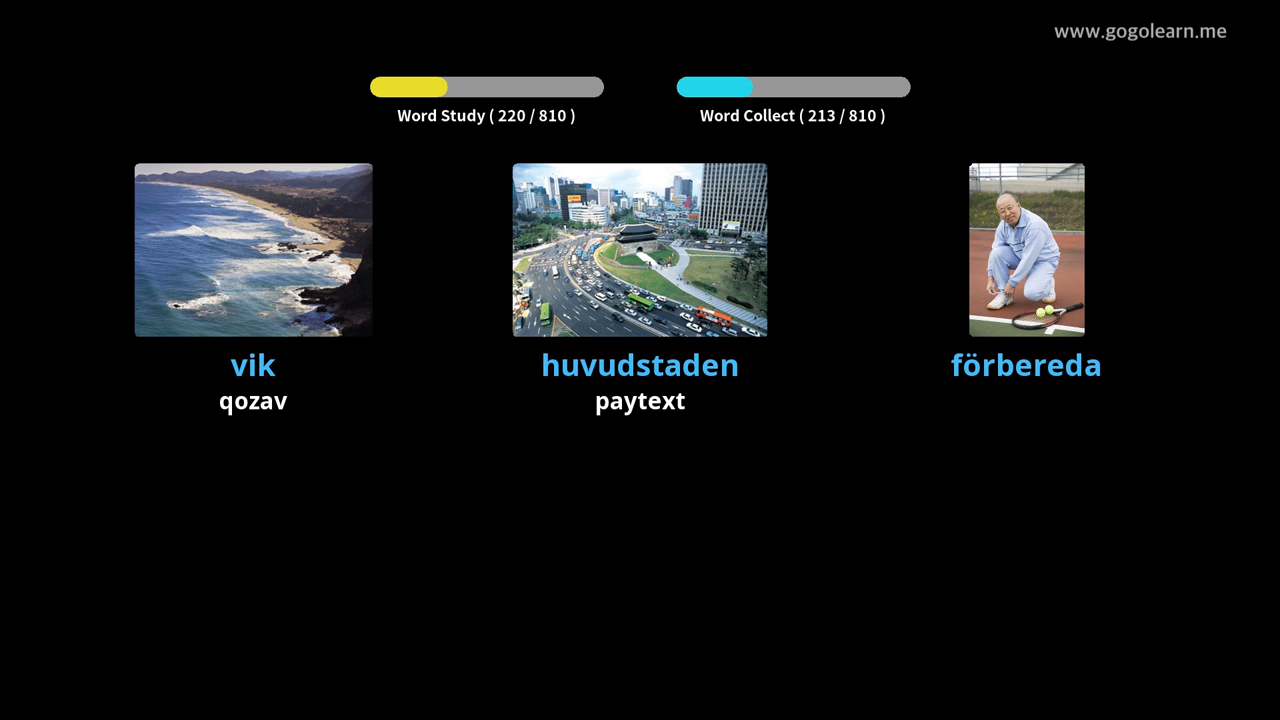 www.gogolearn.me
Word Study ( 220 / 810 )
Word Collect ( 213 / 810 )
vik
huvudstaden
förbereda
qozav
paytext